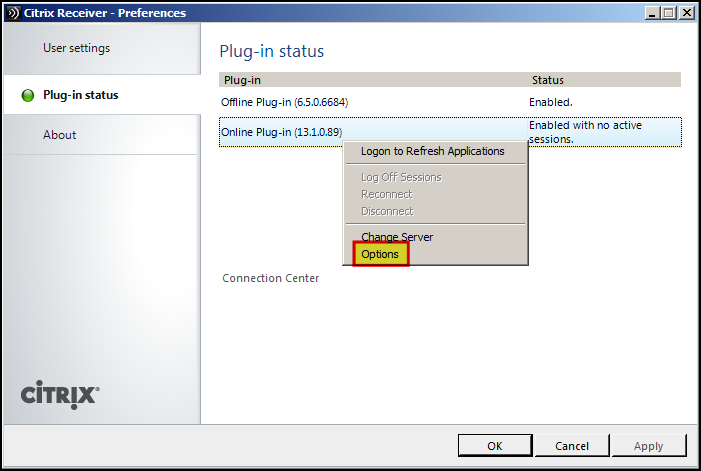 Citrix Receiver - Preferences
User settings
Plug-in status
About
Plug-in status
Plug-in Status
Offline Plug-in (6.5.0.6684) Enabled.
Online Plug-in (13.1.0.89) Enabled with no active
sessions.
Logon to Refresh Applications
Log Off Sessions
Reconnect
Disconnect
Change Server
Options
Connection Center
CITRIX®
OK Cancel Apply